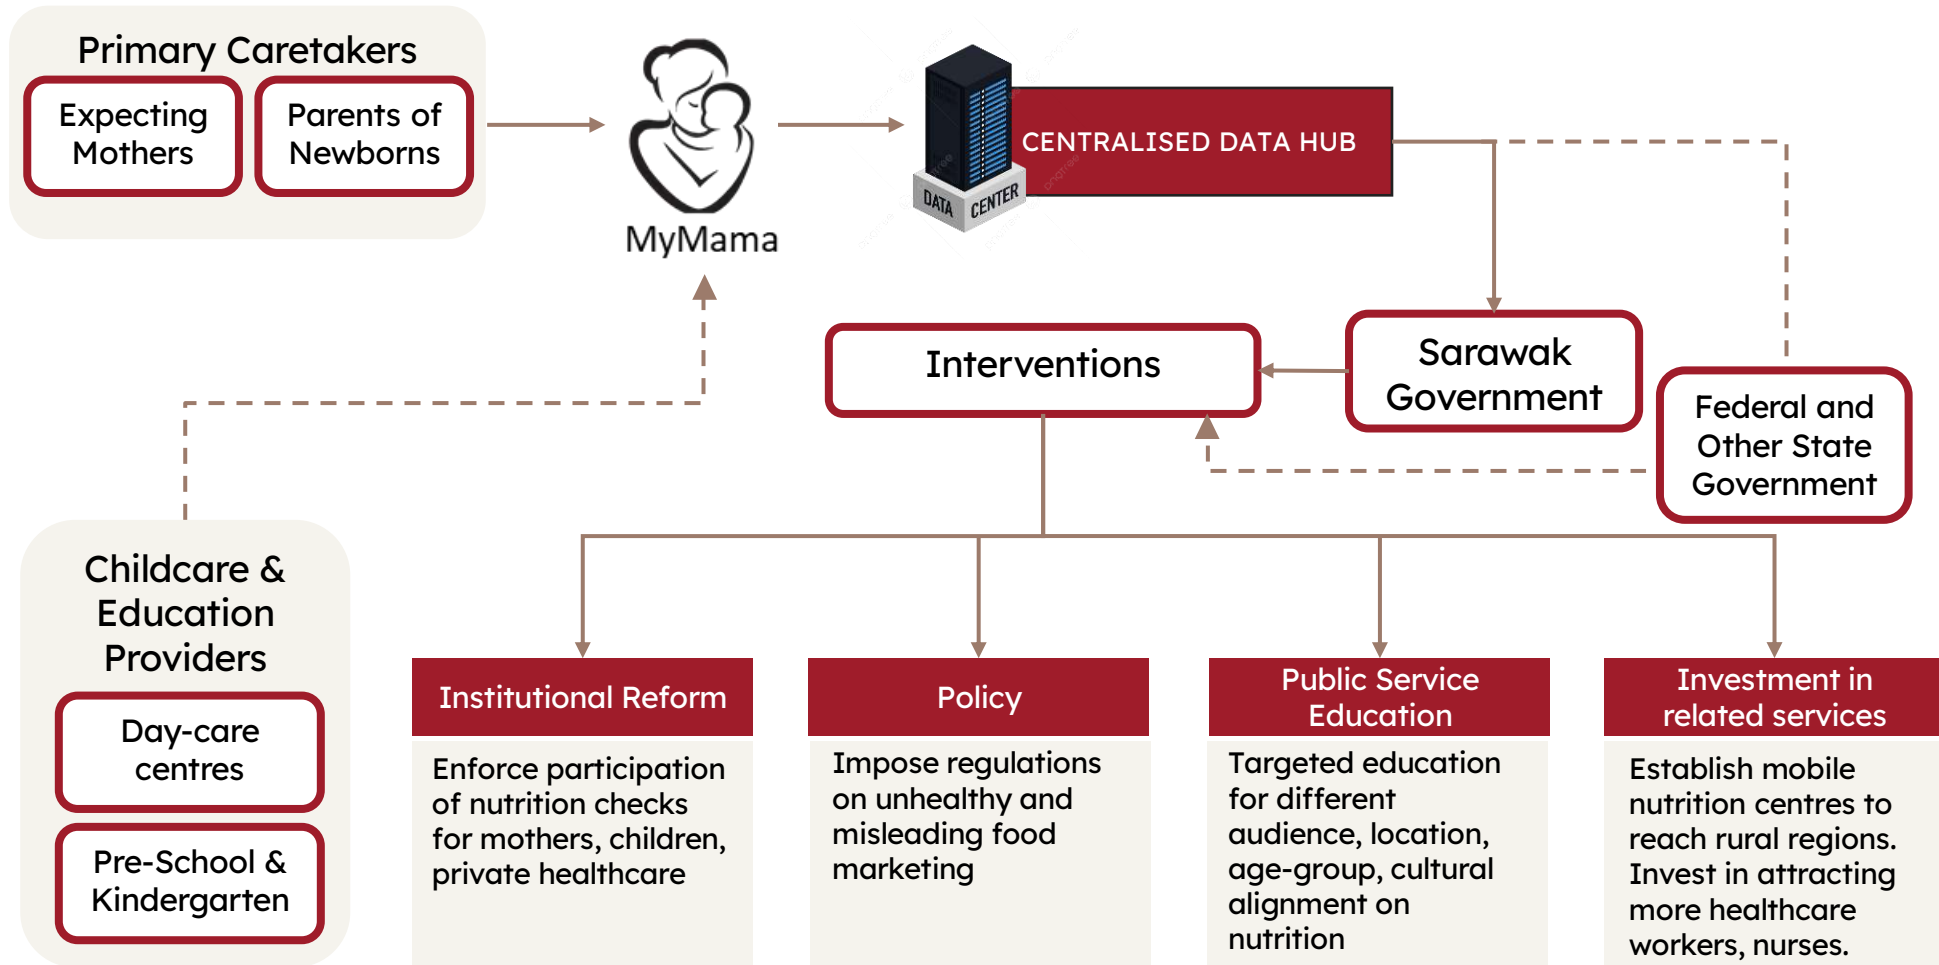 Primary Caretakers
Expecting
Mothers
Parents of
Newborns
MyMama
DATA CENTER
CENTRALISED DATA HUB
Interventions
Sarawak
Government
Federal and
Other State
Government
Childcare &
Education
Providers
Day-care
centres
Pre-School &
Kindergarten
Institutional Reform
Enforce participation
of nutrition checks
for mothers, children,
private healthcare
Policy
Impose regulations
on unhealthy and
misleading food
marketing
Public Service
Education
Targeted education
for different
audience, location,
age-group, cultural
alignment on
nutrition
Investment in
related services
Establish mobile
nutrition centres to
reach rural regions.
Invest in attracting
more healthcare
workers, nurses.
pngtree